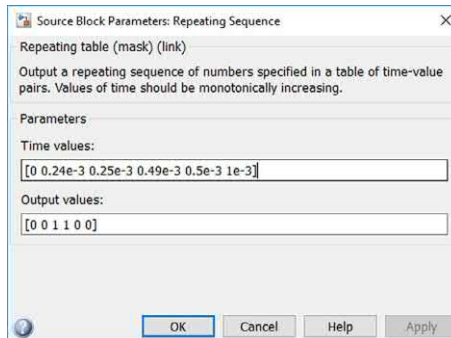 Source Block Parameters: Repeating Sequence
Repeating table (mask) (link)
Output a repeating sequence of numbers specified in a table of time-value
pairs. Values of time should be monotonically increasing.
Parameters
Time values:
[0 0.24e-3 0.25e-3 0.49e-3 0.5e-3 1e-3]
Output values:
[0 0 1 1 0 0]
OK
Cancel
Help
Apply